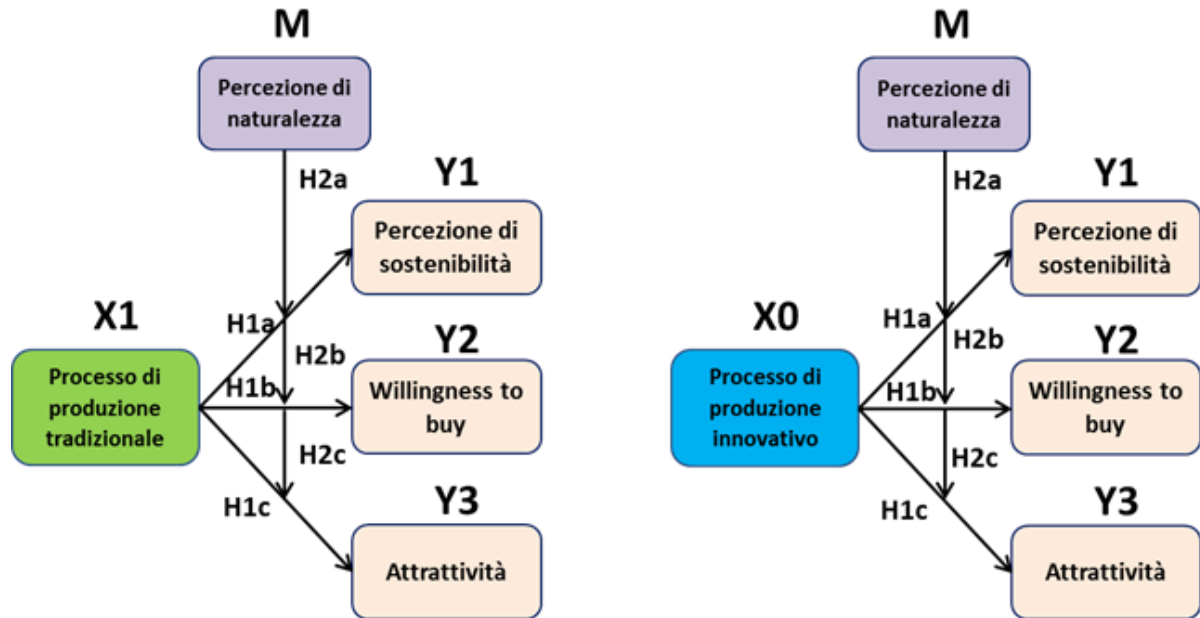 M
Percezione di
naturalezza
H2a
Y1
Percezione di
sostenibilità
X1
H1a
H2b
Y2
Processo di
produzione
tradizionale
H1b
Willingness to
buy
H2c
H1c
Y3
Attrattività
M
Percezione di
naturalezza
H2a
Y1
Percezione di
sostenibilità
X0
H1a
H2b
Y2
Processo di
produzione
innovativo
H1b
Willingness to
buy
H2c
H1c
Y3
Attrattività